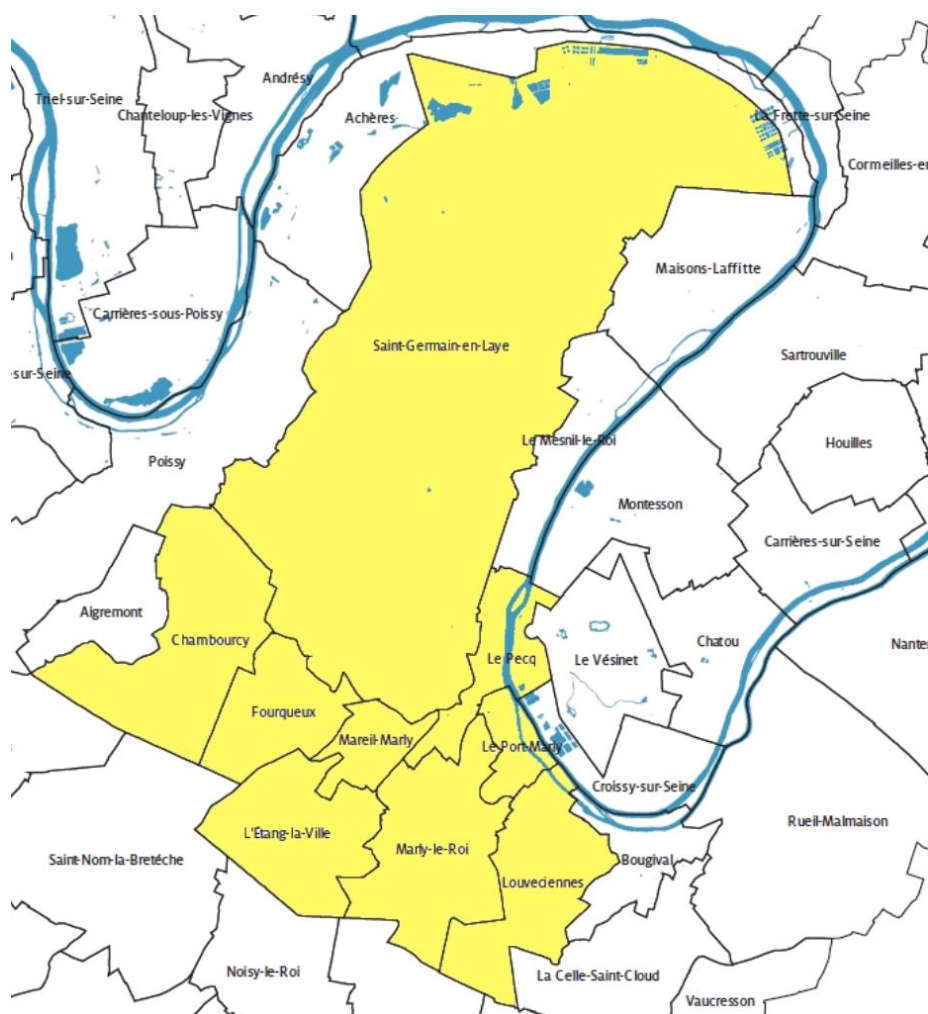 Andrésy
Triel-sur-Seine
Chanteloup-les-Vignes
Achères
La Frette-sur-Seine
Cormeilles-en
Maisons-Laffitte
Carrières-sous-Poissy
Saint-Germain-en-Laye
Sartrouville
-sur-Seine
Le Mesnil-le-Roi
Houilles
Poissy
Montesson
Carrières-sur-Seine
Aigremont
Chambourcy
Chatou
Nanter
Le Pecq
Le Vésinet
Fourqueux
Mareil-Marly
Le Port-Marly
Croissy-sur-Seine
Rueil-Malmaison
L'Étang-la-Ville
Marly-le-Roi
Saint-Nom-la-Bretêche
Bougival
Louveciennes
Noisy-le-Roi
La Celle-Saint-Cloud
Vaucresson